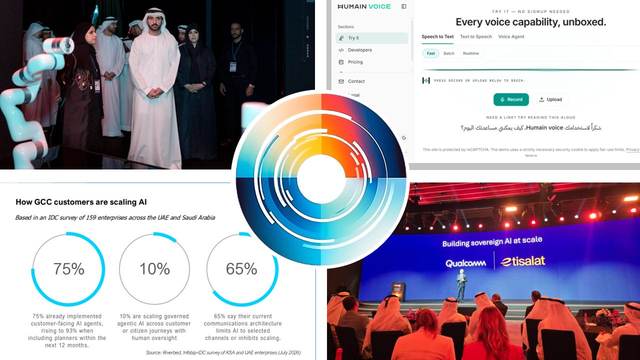 HUMAIN VOICE
Sections
Try it
Developers
Pricing
Contact
TRY IT — NO SIGNUP NEEDED
Every voice capability, unboxed.
Speech to Text Text to Speech Voice Agent
Fast Batch Realtime
PRESS RECORD OR UPLOAD BELOW TO BEGIN.
Record Upload
NEED A LINE? TRY READING THIS ALOUD
شكراً لاستخدامك Humain voice، كيف يمكنني مساعدتك اليوم؟
How GCC customers are scaling AI
Based in an IDC survey of 159 enterprises across the UAE and Saudi Arabia
75%
10%
65%
75% already implemented
customer-facing AI agents,
rising to 93% when
including planners within the
next 12 months.
10% are scaling governed
agentic AI across customer
or citizen journeys with
human oversight.
65% say their current
communications architecture
limits AI to selected
channels or inhibits scaling.
Building sovereign AI at scale
Qualcomm
etisalat